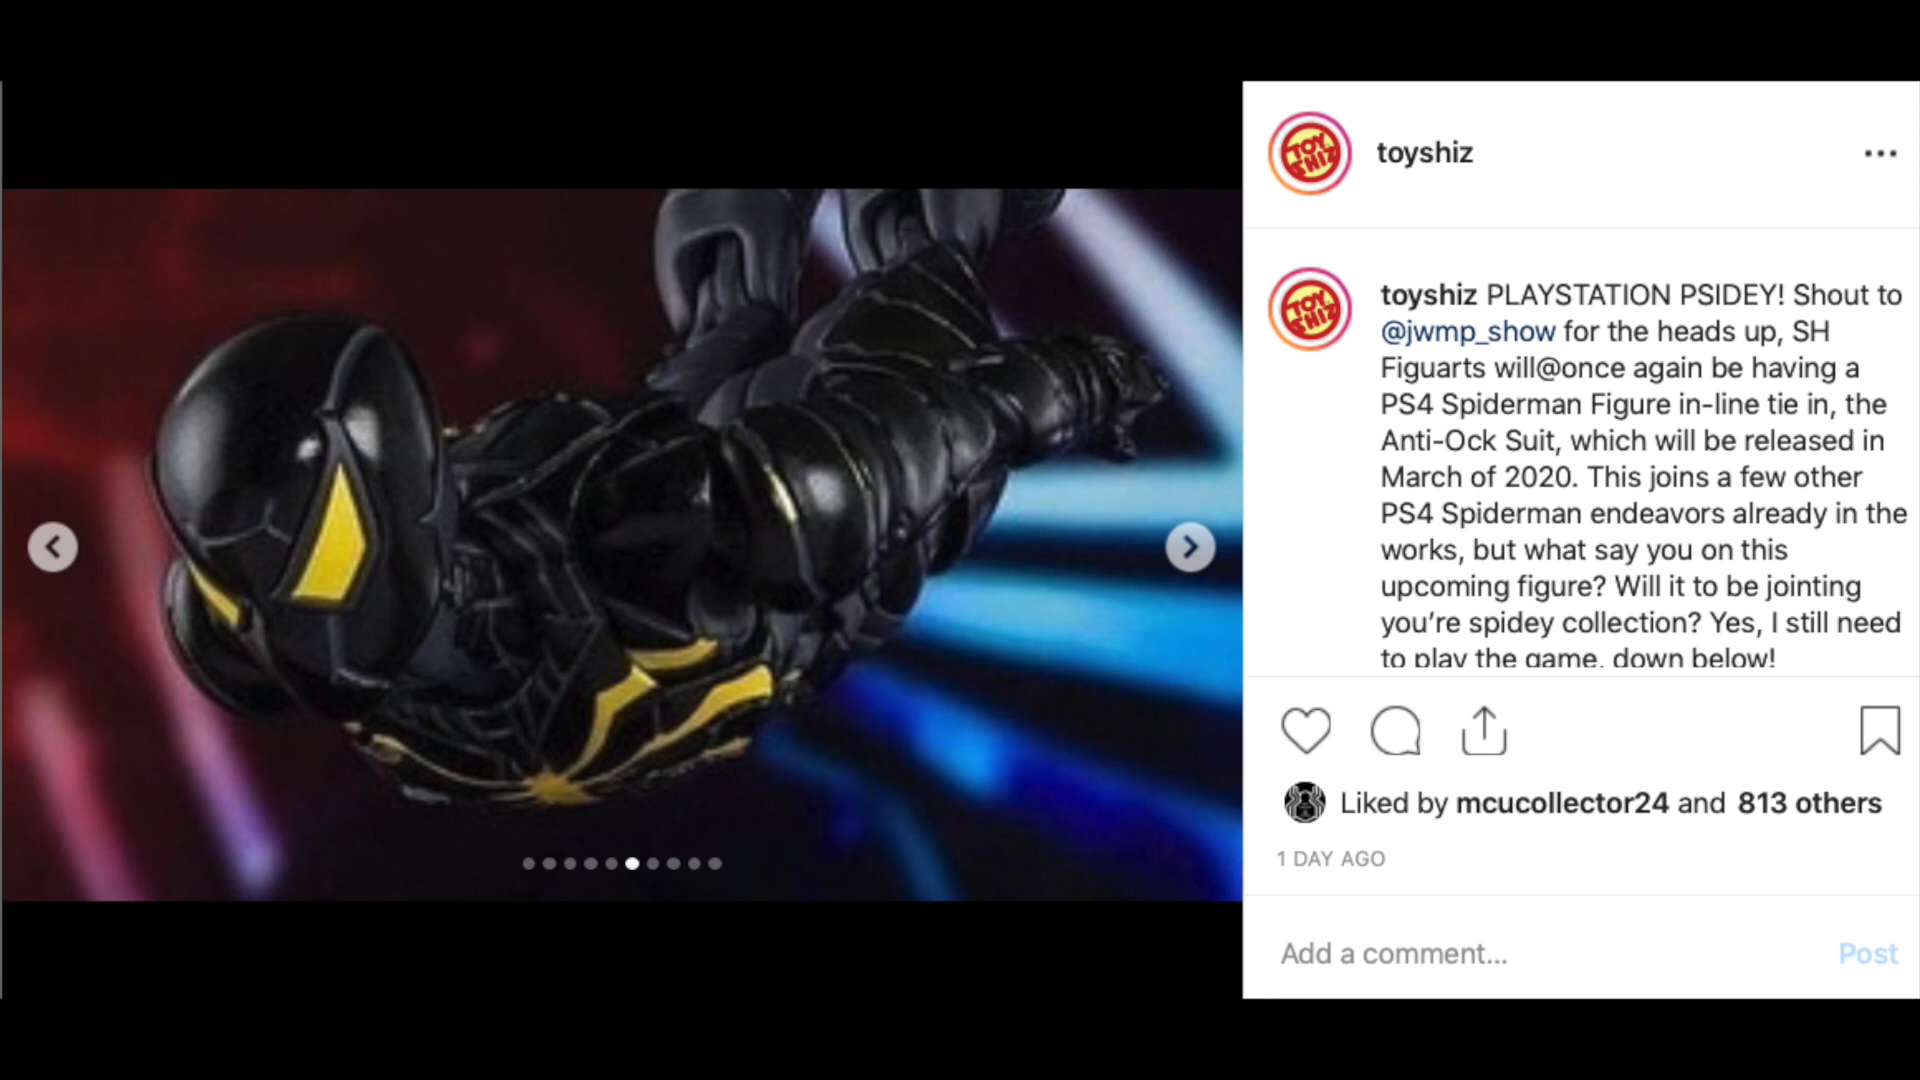 TOY SHIZ
toyshiz
TOY SHIZ
toyshiz PLAYSTATION PSIDEY! Shout to
@jwmp_show for the heads up, SH
Figuarts will@once again be having a
PS4 Spiderman Figure in-line tie in, the
Anti-Ock Suit, which will be released in
March of 2020. This joins a few other
PS4 Spiderman endeavors already in the
works, but what say you on this
upcoming figure? Will it to be jointing
you’re spidey collection? Yes, I still need
to play the game, down below!
Liked by mcucollector24 and 813 others
1 DAY AGO
Add a comment... Post